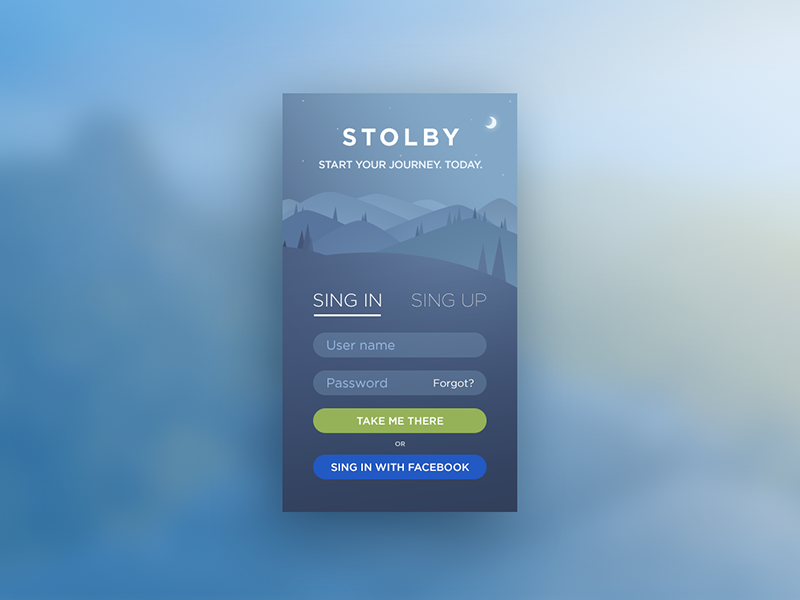 STOLBY
START YOUR JOURNEY. TODAY.
SING IN SING UP
User name
Password Forgot?
TAKE ME THERE
OR
SING IN WITH FACEBOOK